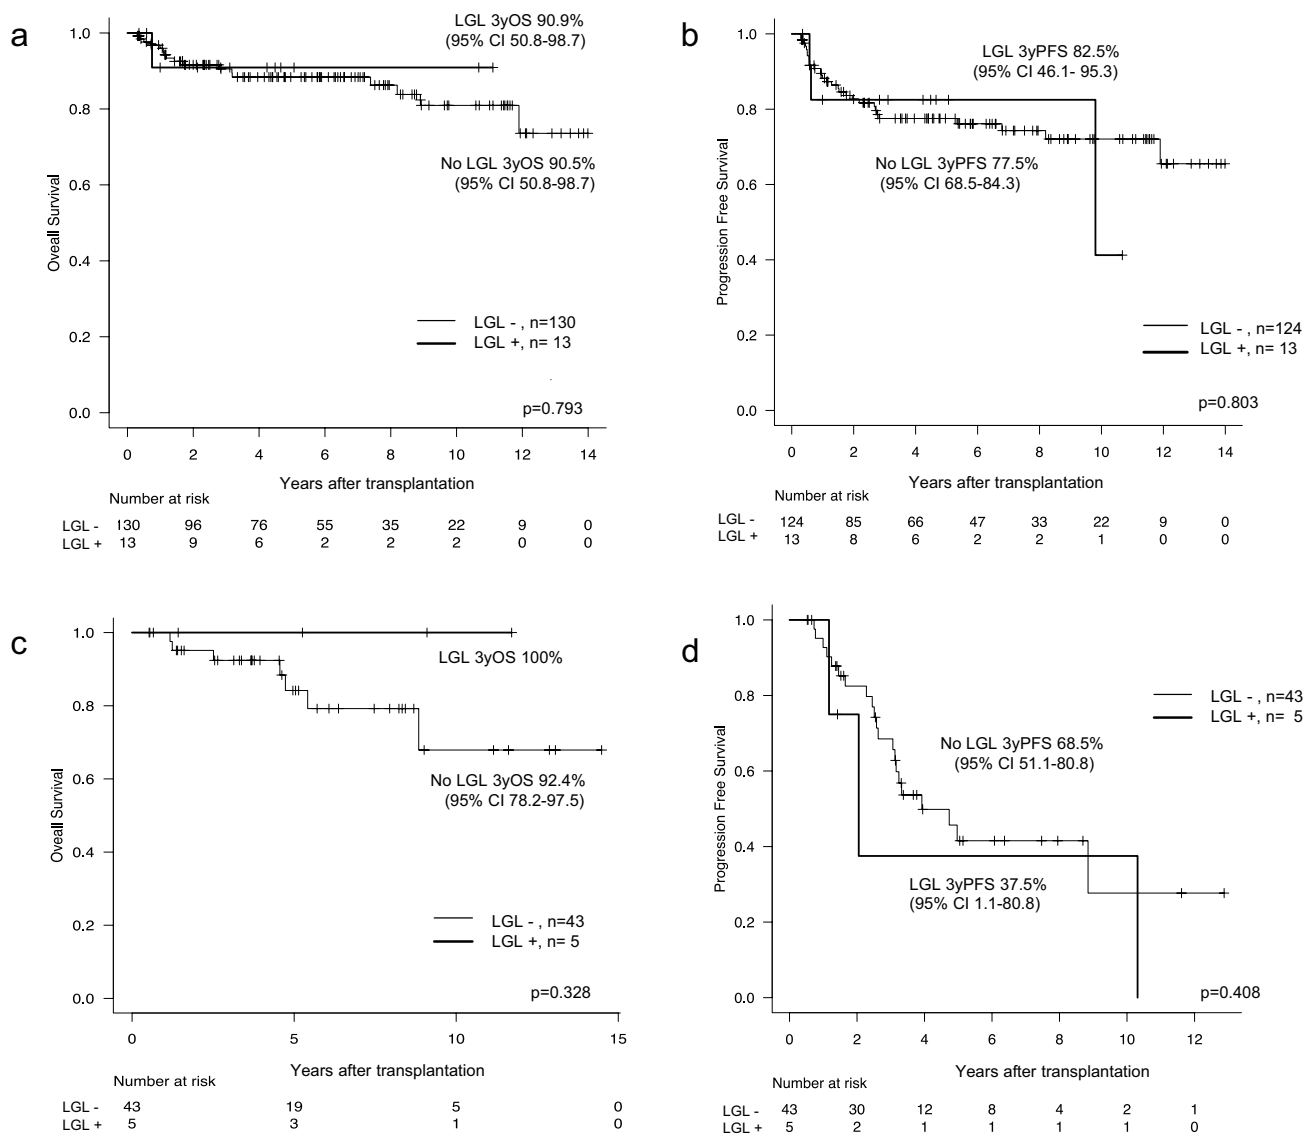 a
LGL 3yOS 90.9%
(95% CI 50.8-98.7)
1.0
0.8
0.6
0.4
0.2
0.0
Oveall Survival
No LGL 3yOS 90.5%
(95% CI 50.8-98.7)
LGL - , n=130
LGL +, n= 13
p=0.793
0 2 4 6 8 10 12 14
Years after transplantation
Number at risk
LGL - 130 96 76 55 35 22 9 0
LGL + 13 9 6 2 2 2 0 0
b
LGL 3yPFS 82.5%
(95% CI 46.1- 95.3)
1.0
0.8
0.6
0.4
0.2
0.0
Progression Free Survival
No LGL 3yPFS 77.5%
(95% CI 68.5-84.3)
LGL - , n=124
LGL +, n= 13
p=0.803
0 2 4 6 8 10 12 14
Years after transplantation
Number at risk
LGL - 124 85 66 47 33 22 9 0
LGL + 13 8 6 2 2 1 0 0
c
1.0
0.8
0.6
0.4
0.2
0.0
Oveall Survival
LGL 3yOS 100%
No LGL 3yOS 92.4%
(95% CI 78.2-97.5)
LGL - , n=43
LGL +, n= 5
p=0.328
0 5 10 15
Years after transplantation
Number at risk
LGL - 43 19 5 0
LGL + 5 3 1 0
d
1.0
0.8
0.6
0.4
0.2
0.0
Progression Free Survival
LGL - , n=43
LGL +, n= 5
No LGL 3yPFS 68.5%
(95% CI 51.1-80.8)
LGL 3yPFS 37.5%
(95% CI 1.1-80.8)
p=0.408
0 2 4 6 8 10 12
Years after transplantation
Number at risk
LGL - 43 30 12 8 4 2 1
LGL + 5 2 1 1 1 1 0